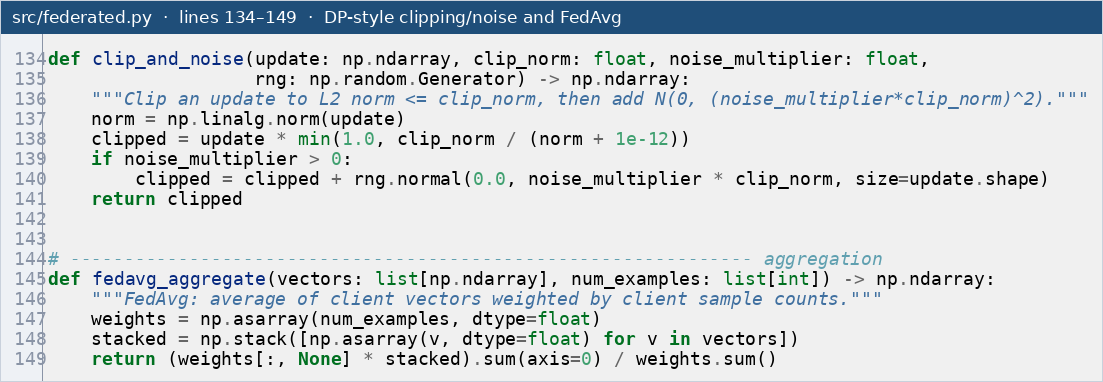 src/federated.py · lines 134–149 · DP-style clipping/noise and FedAvg
134 def clip_and_noise(update: np.ndarray, clip_norm: float, noise_multiplier: float,
135                    rng: np.random.Generator) -> np.ndarray:
136     """Clip an update to L2 norm <= clip_norm, then add N(0, (noise_multiplier*clip_norm)^2)."""
137     norm = np.linalg.norm(update)
138     clipped = update * min(1.0, clip_norm / (norm + 1e-12))
139     if noise_multiplier > 0:
140         clipped = clipped + rng.normal(0.0, noise_multiplier * clip_norm, size=update.shape)
141     return clipped
142
143
144 # --------------------------------------------------------------- aggregation
145 def fedavg_aggregate(vectors: list[np.ndarray], num_examples: list[int]) -> np.ndarray:
146     """FedAvg: average of client vectors weighted by client sample counts."""
147     weights = np.asarray(num_examples, dtype=float)
148     stacked = np.stack([np.asarray(v, dtype=float) for v in vectors])
149     return (weights[:, None] * stacked).sum(axis=0) / weights.sum()